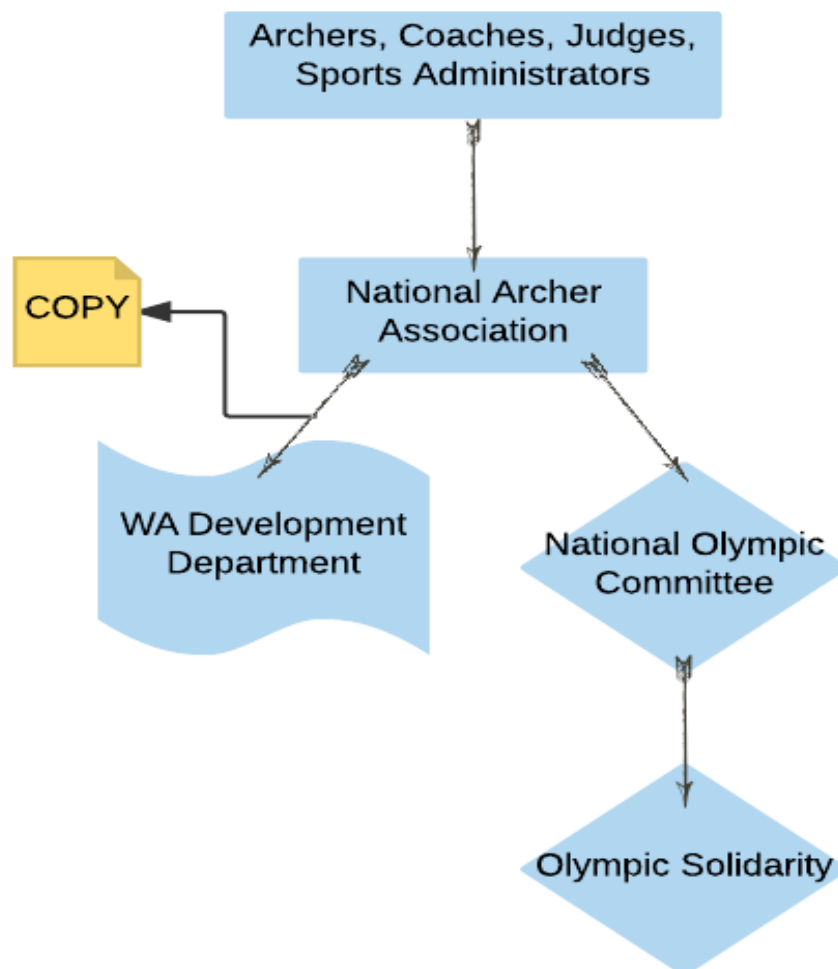 Archers, Coaches, Judges,
Sports Administrators
National Archer
Association
COPY
WA Development
Department
National Olympic
Committee
Olympic Solidarity